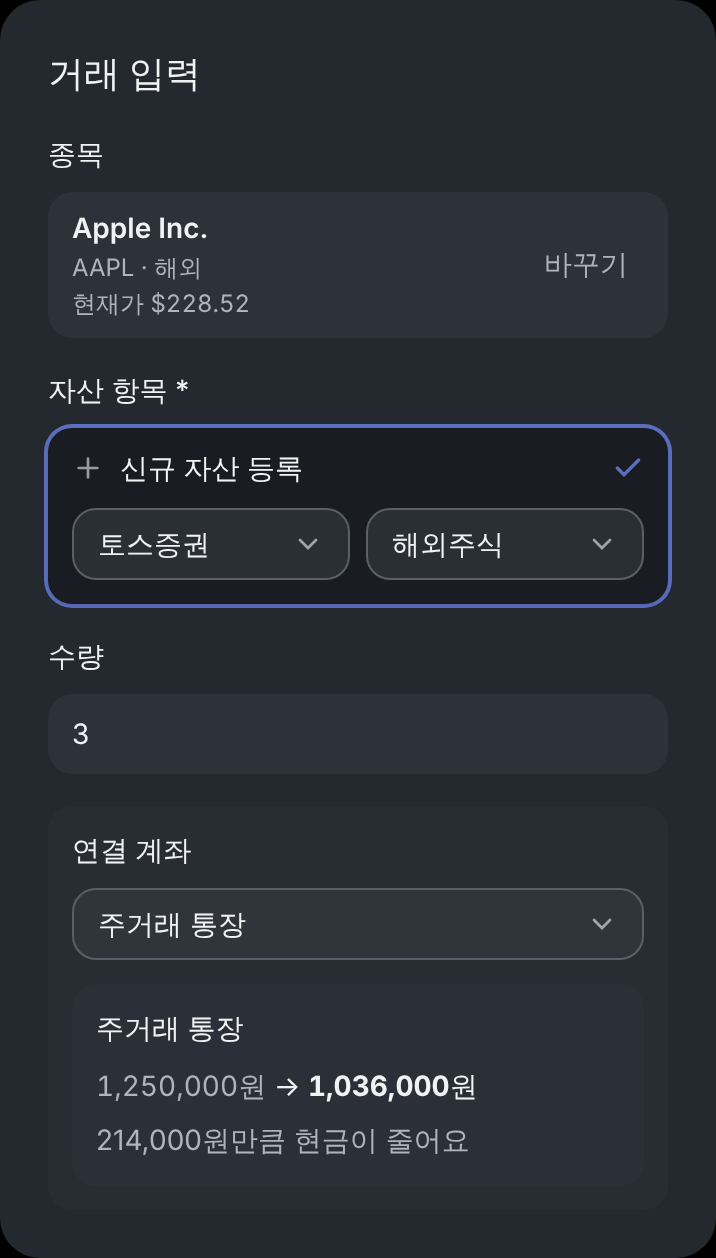 거래 입력
종목
Apple Inc.
AAPL · 해외
현재가 $228.52
바꾸기
자산 항목 *
+ 신규 자산 등록
토스증권
해외주식
수량
3
연결 계좌
주거래 통장
주거래 통장
1,250,000원 → 1,036,000원
214,000원만큼 현금이 줄어요